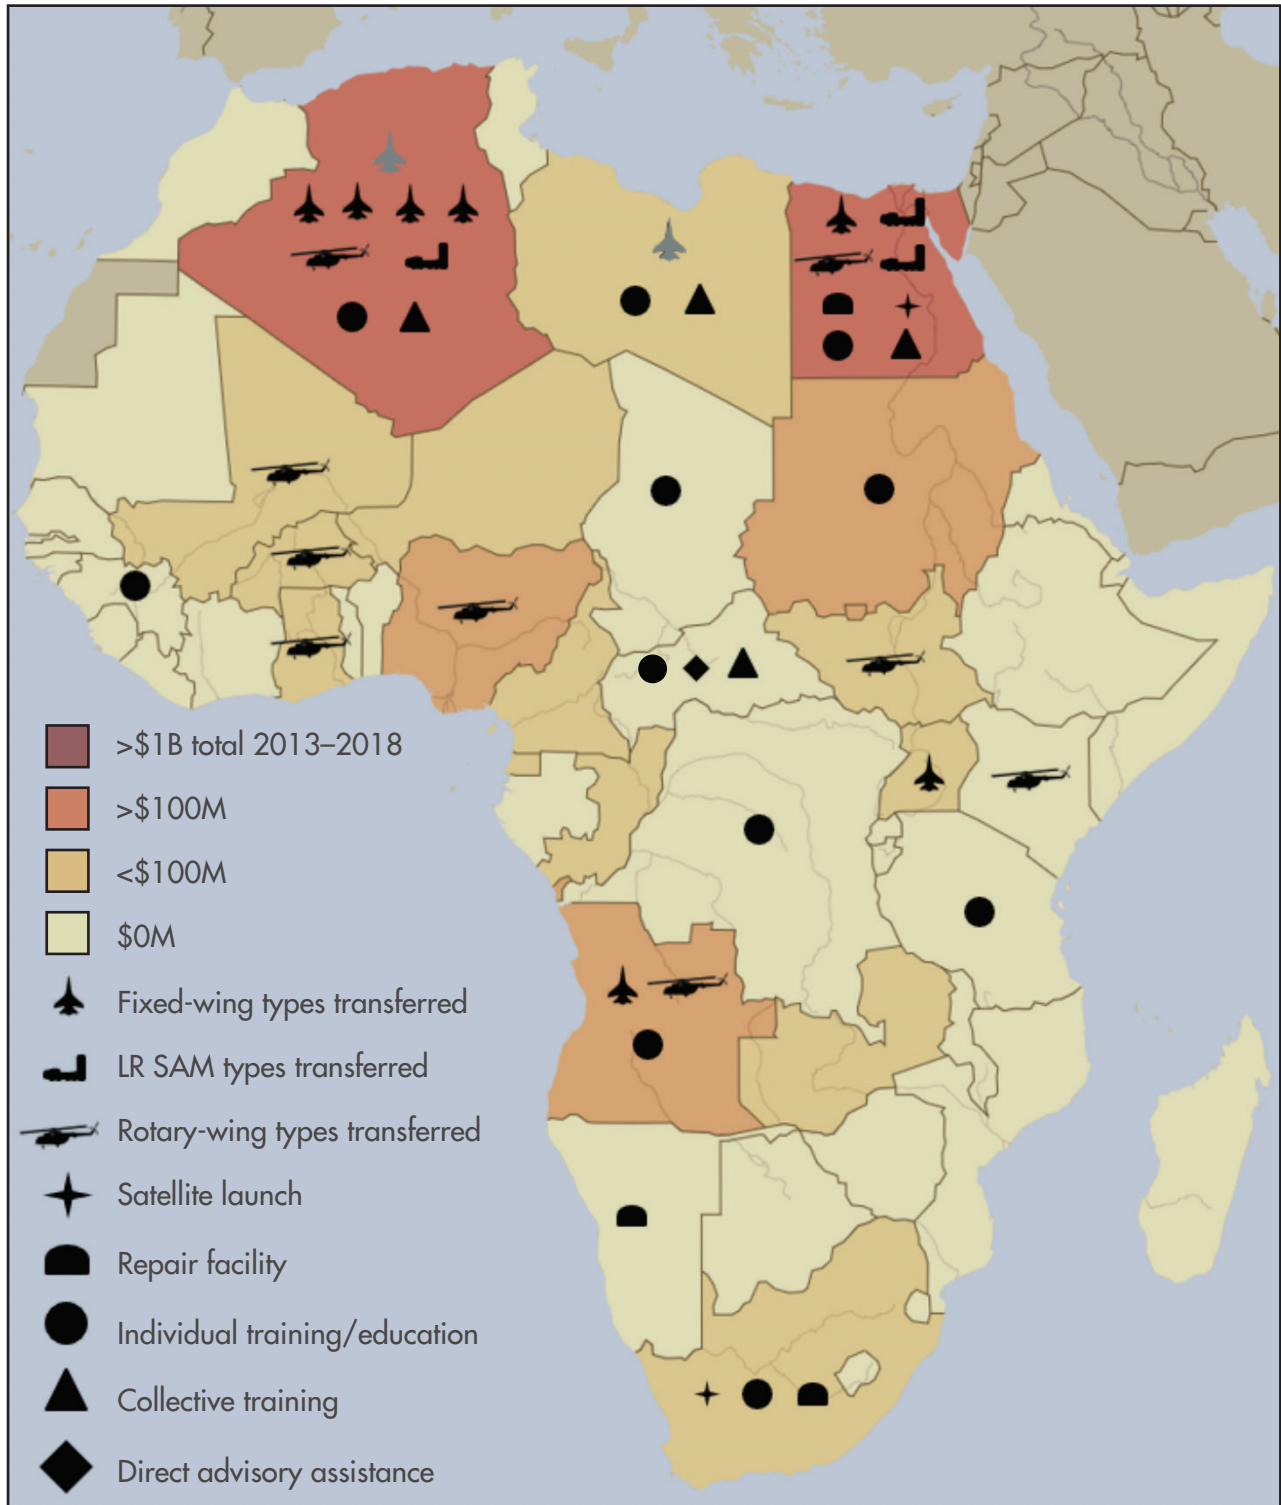 >$1B total 2013–2018
>$100M
<$100M
$0M
Fixed-wing types transferred
LR SAM types transferred
Rotary-wing types transferred
Satellite launch
Repair facility
Individual training/education
Collective training
Direct advisory assistance